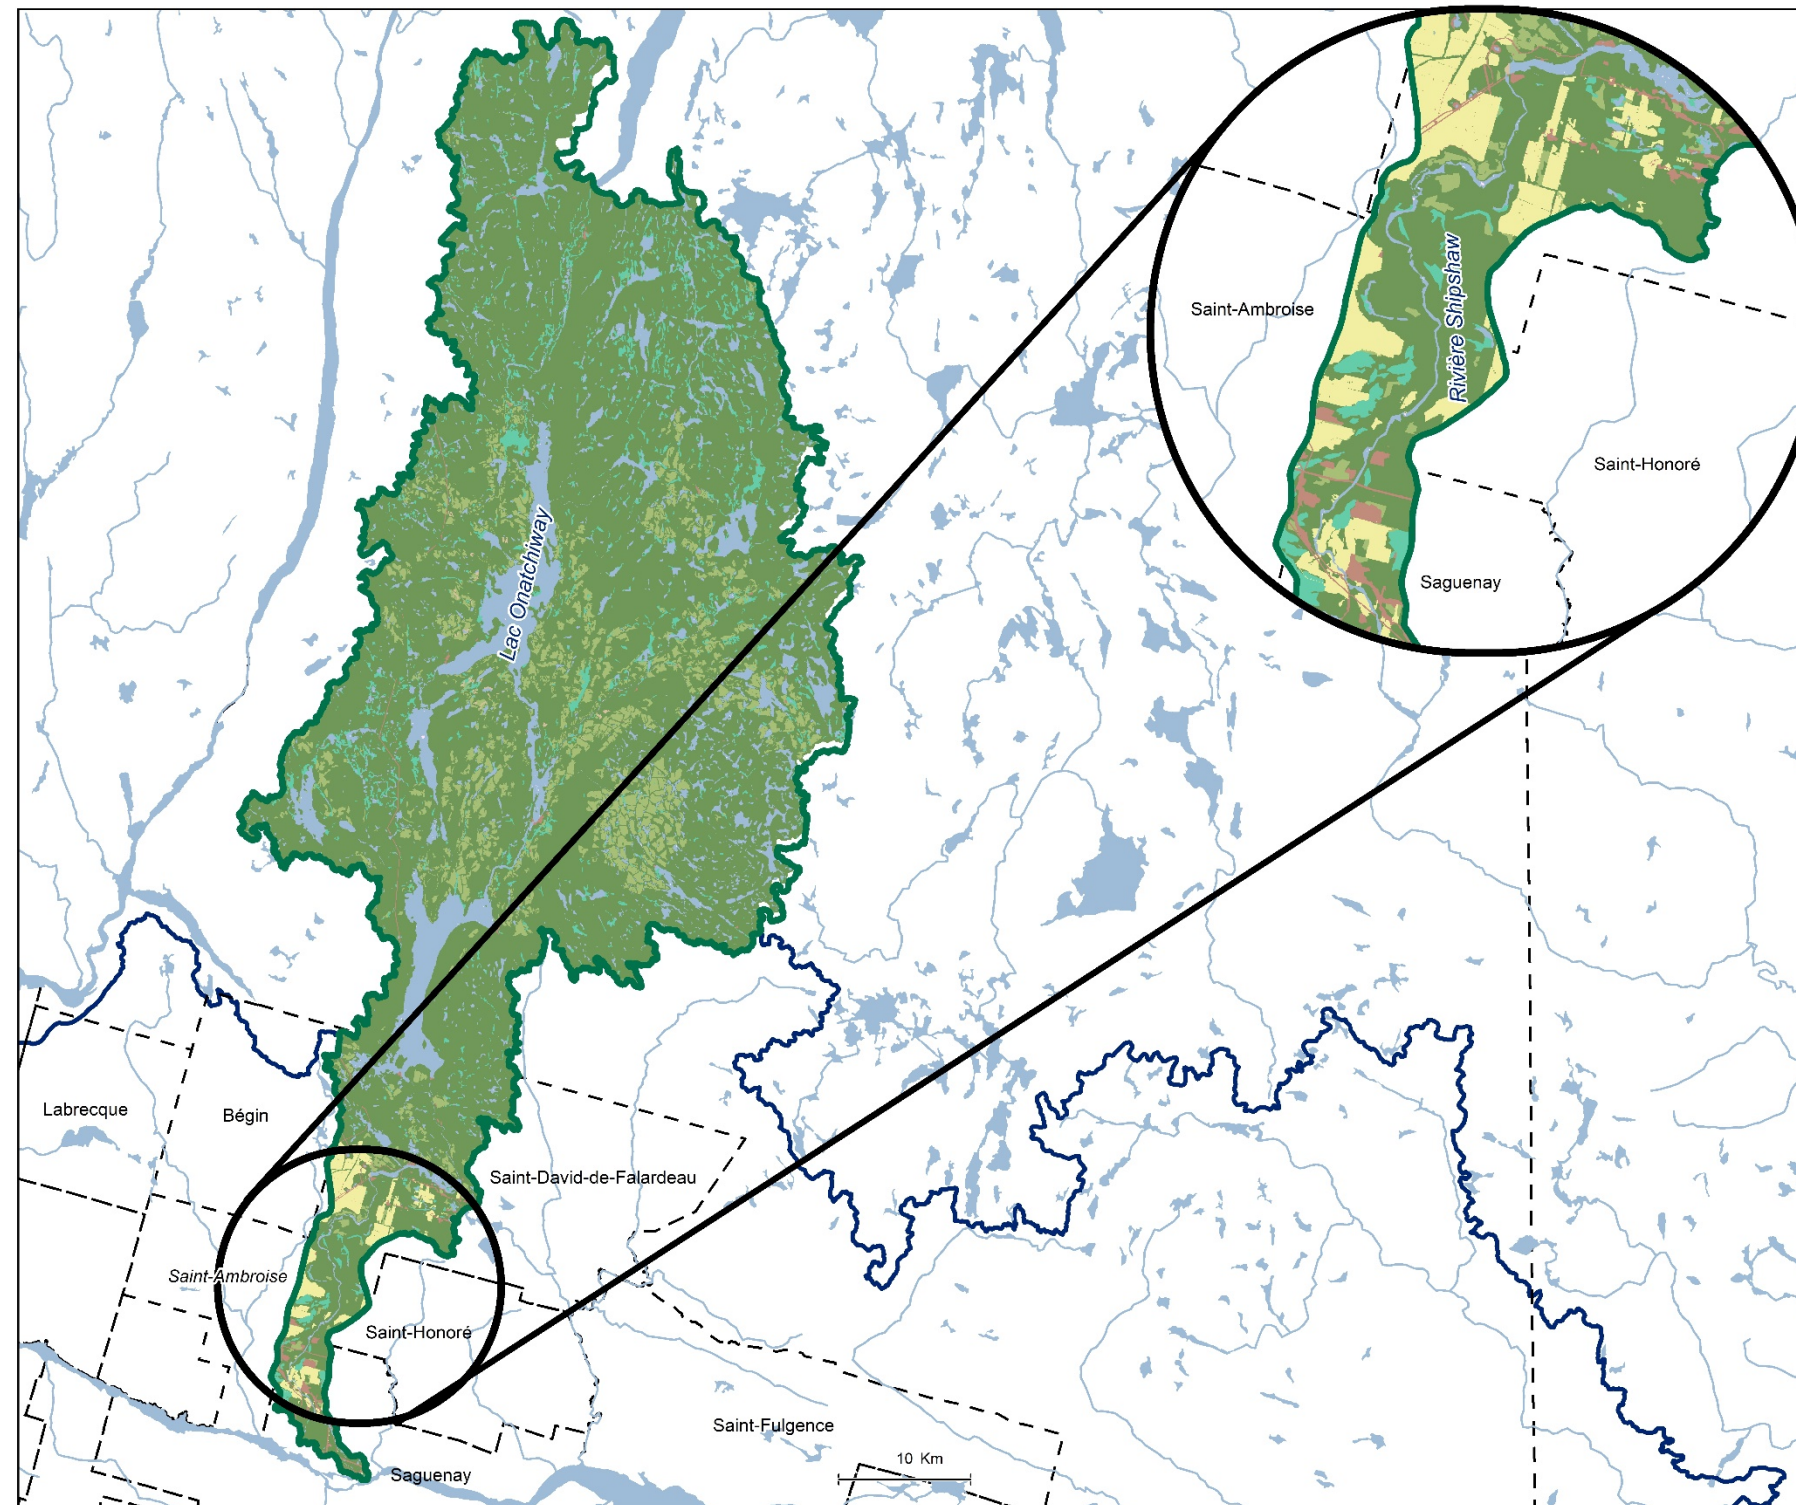 Saint-Ambroise
Rivière Shipshaw
Saint-Honoré
Lac Onatchiway
Saguenay
Labrecque
Bégin
Saint-David-de-Falardeau
Saint-Ambroise
Saint-Honoré
Saint-Fulgence
10 Km
Saguenay